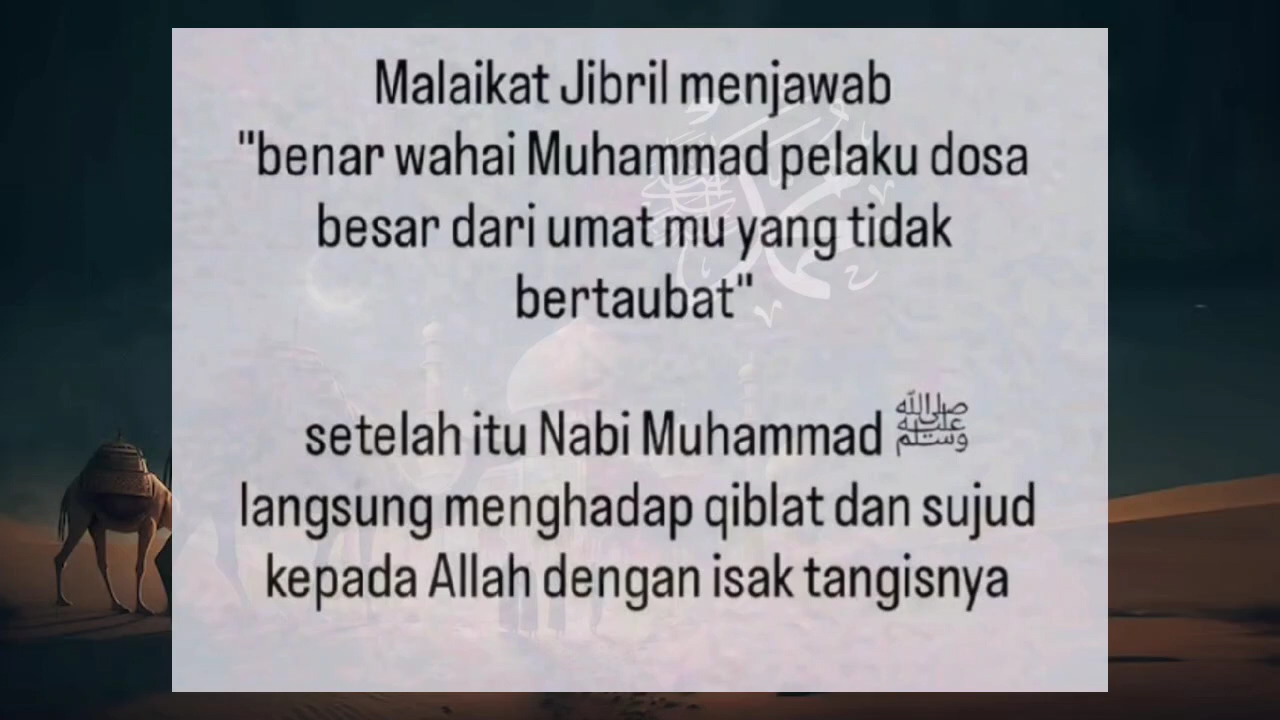 Malaikat Jibril menjawab
"benar wahai Muhammad pelaku dosa
besar dari umat mu yang tidak
bertaubat"
setelah itu Nabi Muhammad ﷺ
langsung menghadap qiblat dan sujud
kepada Allah dengan isak tangisnya
محمد